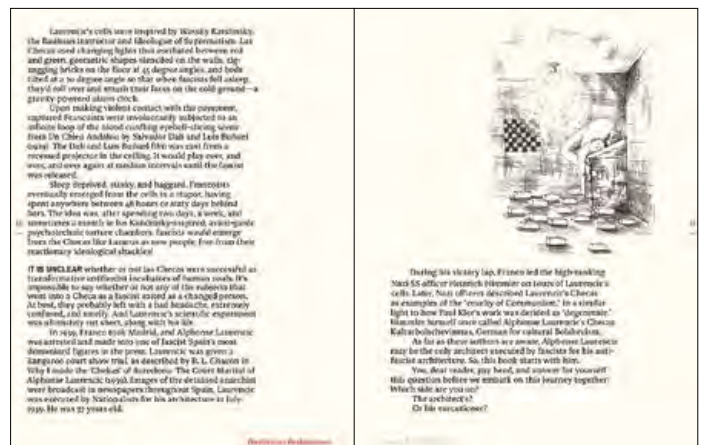 Laurencic's cells were inspired by Wassily Kandinsky,
the Bauhaus instructor and ideologue of Suprematism. Las
Checas used changing lights that oscillated between red
and green, geometric shapes stenciled on the walls, zig-
zagging bricks on the floor at 45 degree angles, and beds
tilted at a 20 degree angle so that when fascists fell asleep,
they'd roll over and smash their faces on the cold ground—a
gravity-powered alarm clock.
Upon making violent contact with the pavement,
captured Francoists were involuntarily subjected to an
infinite loop of the blood curdling eyeball-slicing scene
from Un Chien Andalou by Salvador Dalí and Luis Buñuel
The Dalí and Luis Buñuel film was cast from a
recessed projector in the ceiling. It would play over, and
over, and over again at random intervals until the fascist
was released.
Sleep deprived, stinky, and haggard, Francoists
eventually emerged from the cells in a stupor, having
spent anywhere between 48 hours or sixty days behind
bars. The idea was, after spending two days, a week, and
sometimes a month in his Kandinsky-inspired, avant-garde
psychotechnic torture chambers, fascists would emerge
from the Checas like Lazarus as new people, free from their
reactionary ideological shackles!
IT IS UNCLEAR whether or not las Checas were successful as
transformative antifascist incubators of human souls. It's
impossible to say whether or not any of the subjects that
went into a Checa as a fascist exited as a changed person.
At best, they probably left with a bad headache, extremely
confused, and smelly. And Laurencic's scientific experiment
was ultimately cut short, along with his life.
In 1939, Franco took Madrid, and Alphonse Laurencic
was arrested and made into one of fascist Spain's most
demonized figures in the press. Laurencic was given a
kangaroo court show trial, as described by R. L. Chacón in
Why I made the 'Chekas' of Barcelona: The Court Martial of
Alphonse Laurencic (1939). Images of the detained anarchist
were broadcast in newspapers throughout Spain. Laurencic
was executed by Nationalists for his architecture in July
1939. He was 37 years old.
During his victory lap, Franco led the high-ranking
Nazi SS officer Heinrich Himmler on tours of Laurencic's
cells. Later, Nazi officers described Laurencic's Checas
as examples of the "cruelty of Communism." In a similar
light to how Paul Klee's work was derided as 'degenerate,'
Himmler himself once called Alphonse Laurencic's Checas
Kulturbolschewismus, German for cultural Bolshevism.
As far as these authors are aware, Alphonse Laurencic
may be the only architect executed by fascists for his anti-
fascist architecture. So, this book starts with him.
You, dear reader, pay heed, and answer for yourself
this question before we embark on this journey together:
Which side are you on?
The architect's?
Or his executioner?